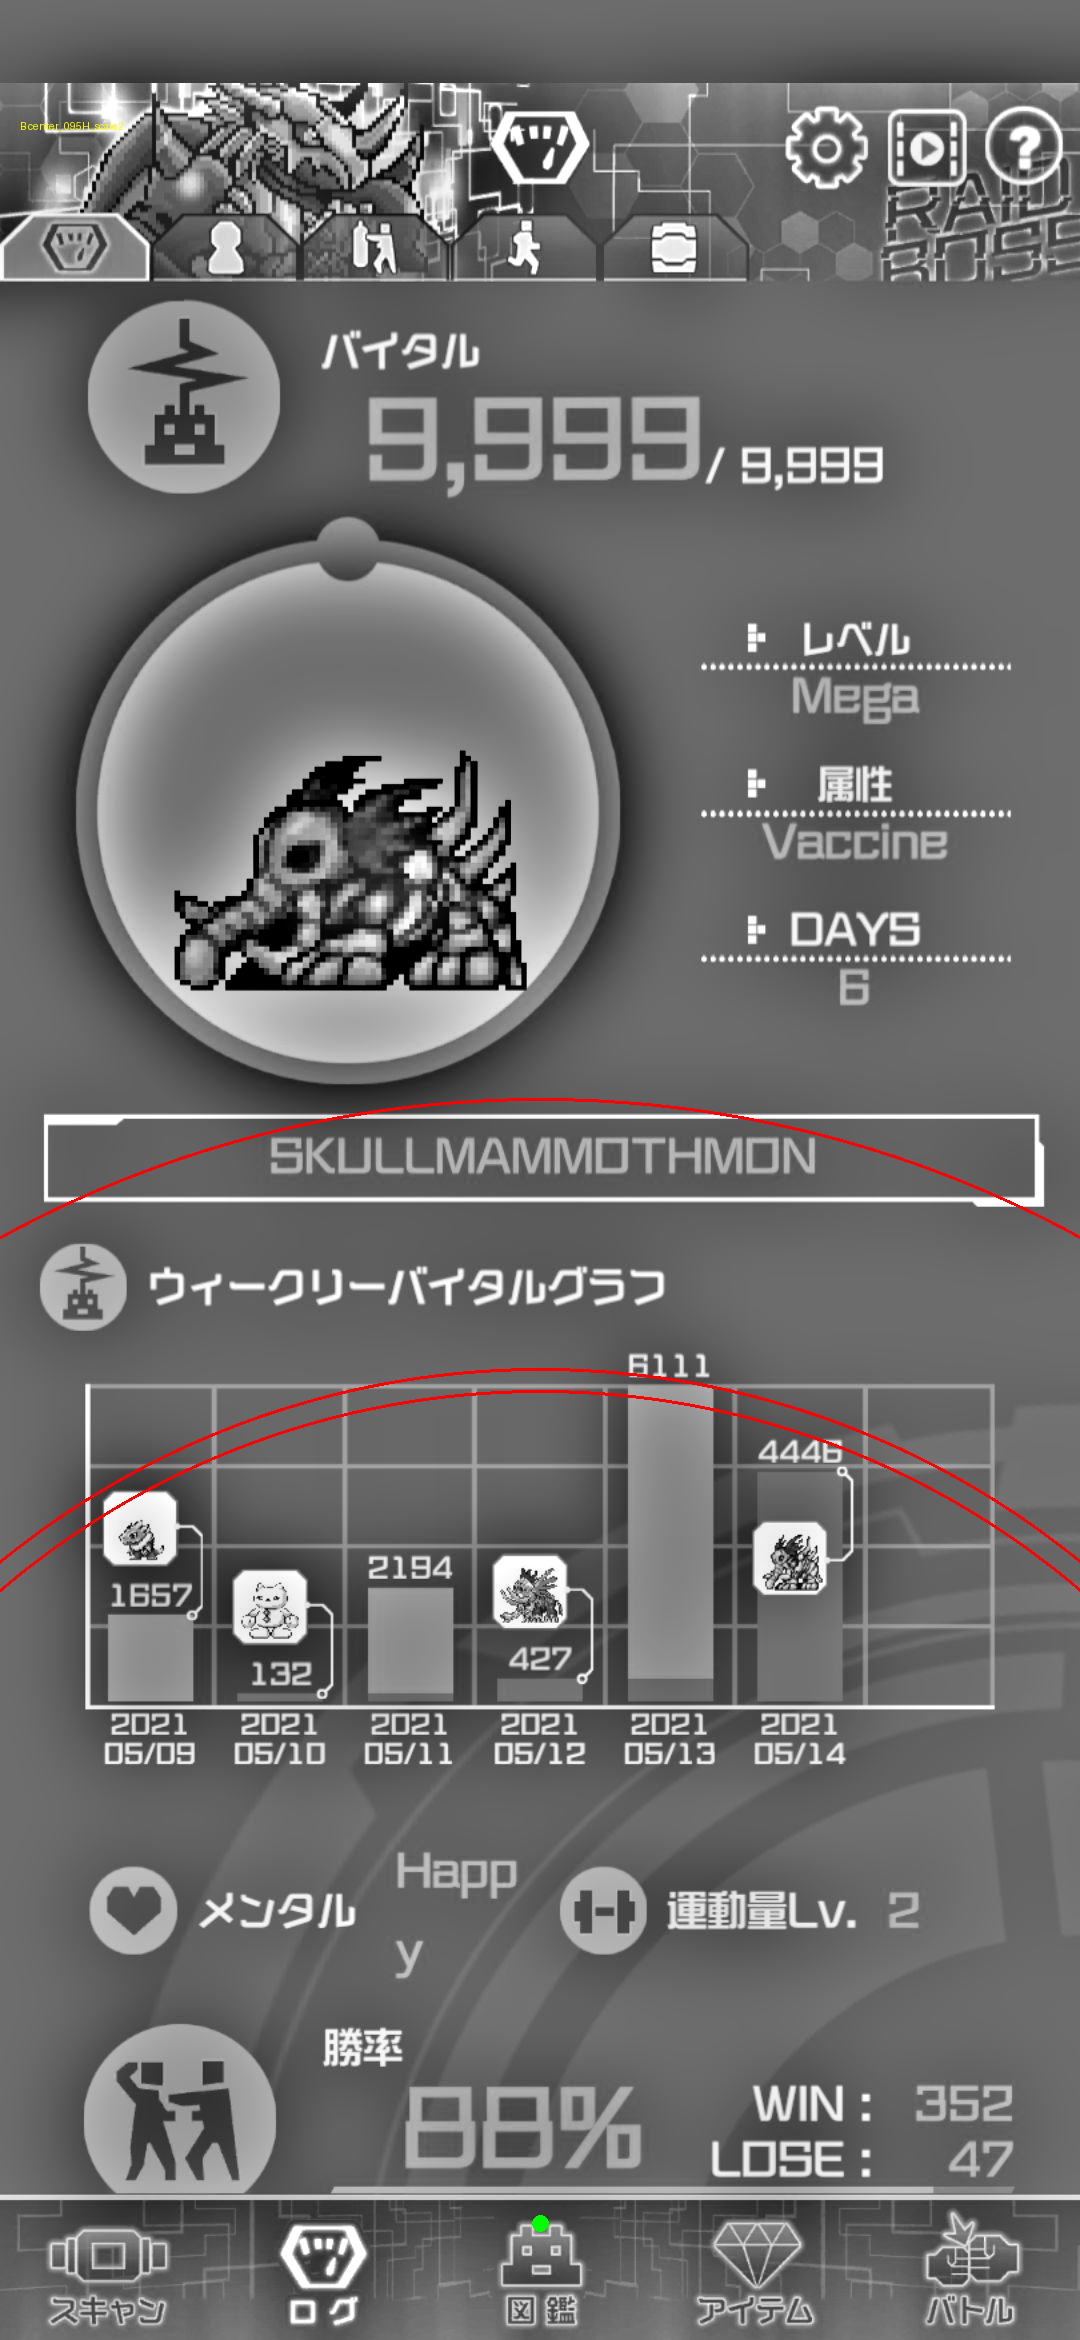 RAID
BOSS
バイタル
9,999/ 9,999
レベル
Mega
属性
Vaccine
DAYS
6
SKULLMAMMOTHMON
ウィークリーバイタルグラフ
6111
4446
2194
1657
427
132
2021 2021 2021 2021 2021 2021
05/09 05/10 05/11 05/12 05/13 05/14
メンタル
Happ
y
運動量Lv. 2
勝率
88%
WIN : 352
LOSE : 47
スキャン ログ 図鑑 アイテム バトル